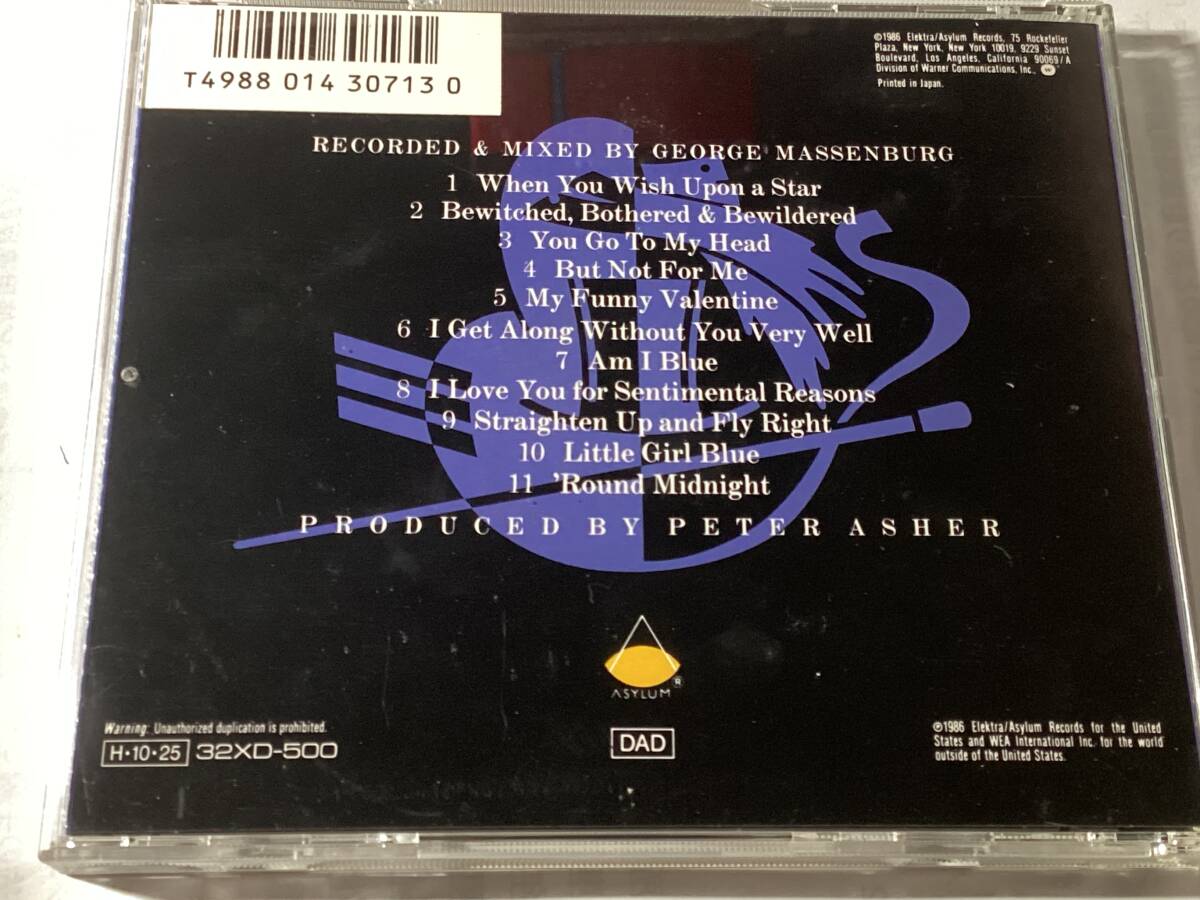 T4988 014 30713 0
©1986 Elektra/Asylum Records, 75 Rockefeller
Plaza, New York, New York 10019. 9229 Sunset
Boulevard, Los Angeles, California 90069/A
Division of Warner Communications, Inc.,
Printed in Japan.
RECORDED & MIXED BY GEORGE MASSENBURG
1 When You Wish Upon a Star
2 Bewitched, Bothered & Bewildered
3 You Go To My Head
4 But Not For Me
5 My Funny Valentine
6 I Get Along Without You Very Well
7 Am I Blue
8 I Love You for Sentimental Reasons
9 Straighten Up and Fly Right
10 Little Girl Blue
11 'Round Midnight
PRODUCED BY PETER ASHER
ASYLUM ®
Warning: Unauthorized duplication is prohibited.
H·10·25 32XD-500
DAD
℗1986 Elektra/Asylum Records for the United
States and WEA International Inc. for the world
outside of the United States.